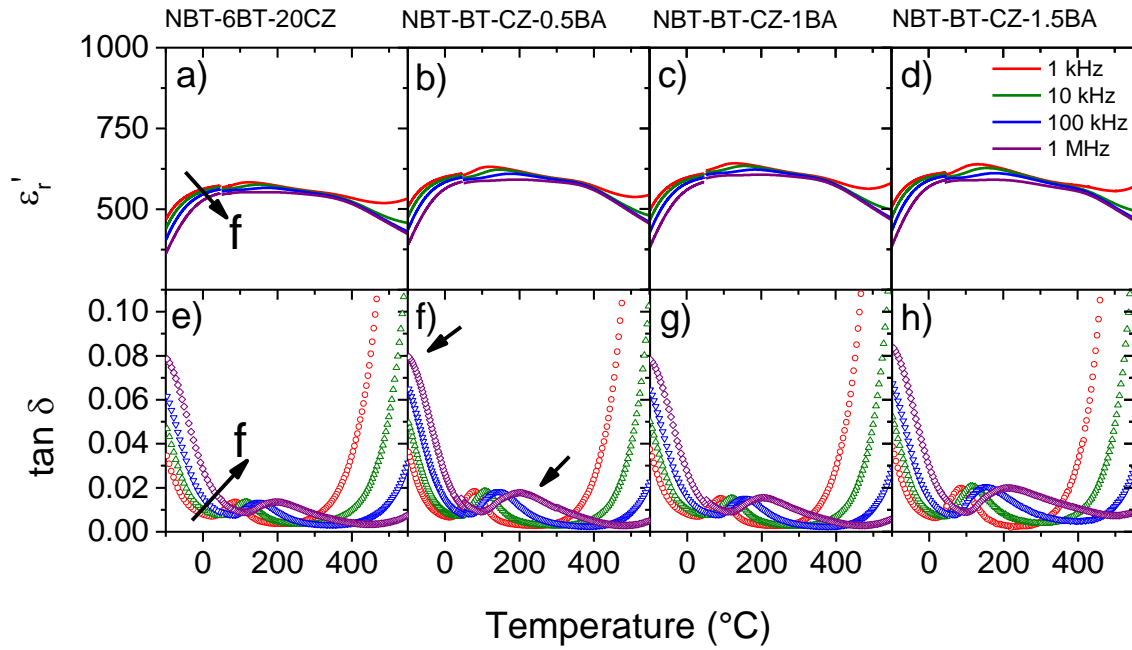 NBT-6BT-20CZ NBT-BT-CZ-0.5BA NBT-BT-CZ-1BA NBT-BT-CZ-1.5BA
1000
750
500
εr'
a) b) c) d)
f
1 kHz
10 kHz
100 kHz
1 MHz
0.10
0.08
0.06
0.04
0.02
0.00
tan δ
e) f) g) h)
f
0 200 400 0 200 400 0 200 400 0 200 400
Temperature (°C)